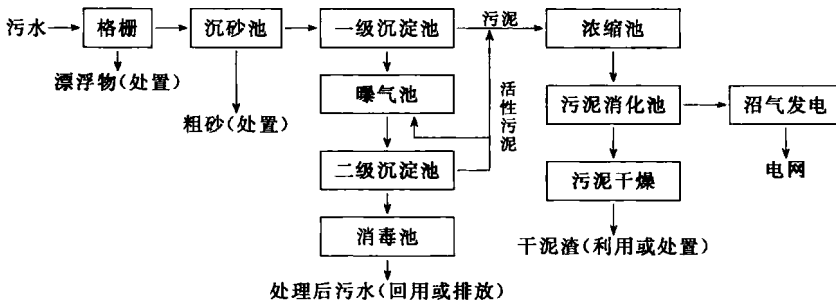 污水
格栅
沉砂池
一级沉淀池
污泥
浓缩池
漂浮物(处置)
曝气池
活性污泥
污泥消化池
沼气发电
粗砂(处置)
二级沉淀池
污泥干燥
电网
消毒池
干泥渣(利用或处置)
处理后污水(回用或排放)